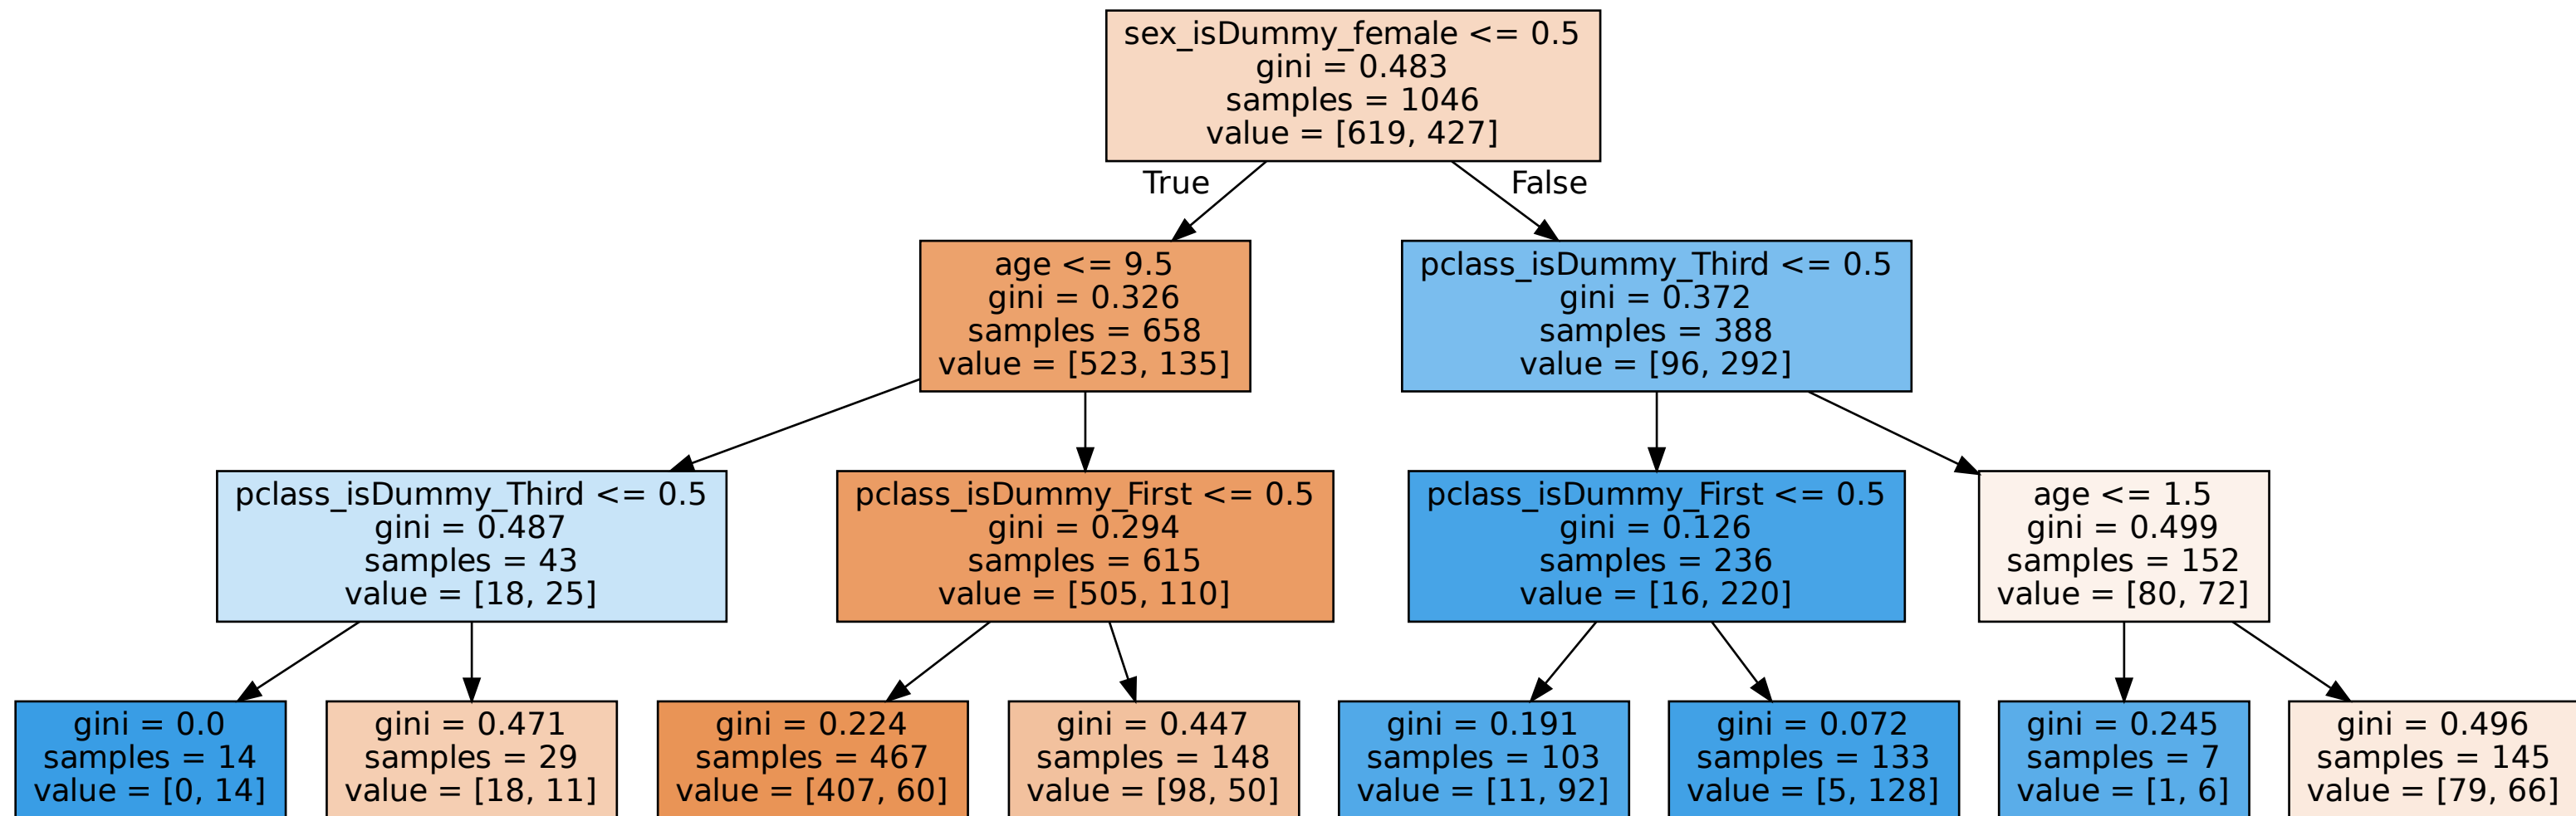 sex_isDummy_female <= 0.5
gini = 0.483
samples = 1046
value = [619, 427]
True
False
age <= 9.5
gini = 0.326
samples = 658
value = [523, 135]
pclass_isDummy_Third <= 0.5
gini = 0.372
samples = 388
value = [96, 292]
pclass_isDummy_Third <= 0.5
gini = 0.487
samples = 43
value = [18, 25]
pclass_isDummy_First <= 0.5
gini = 0.294
samples = 615
value = [505, 110]
pclass_isDummy_First <= 0.5
gini = 0.126
samples = 236
value = [16, 220]
age <= 1.5
gini = 0.499
samples = 152
value = [80, 72]
gini = 0.0
samples = 14
value = [0, 14]
gini = 0.471
samples = 29
value = [18, 11]
gini = 0.224
samples = 467
value = [407, 60]
gini = 0.447
samples = 148
value = [98, 50]
gini = 0.191
samples = 103
value = [11, 92]
gini = 0.072
samples = 133
value = [5, 128]
gini = 0.245
samples = 7
value = [1, 6]
gini = 0.496
samples = 145
value = [79, 66]